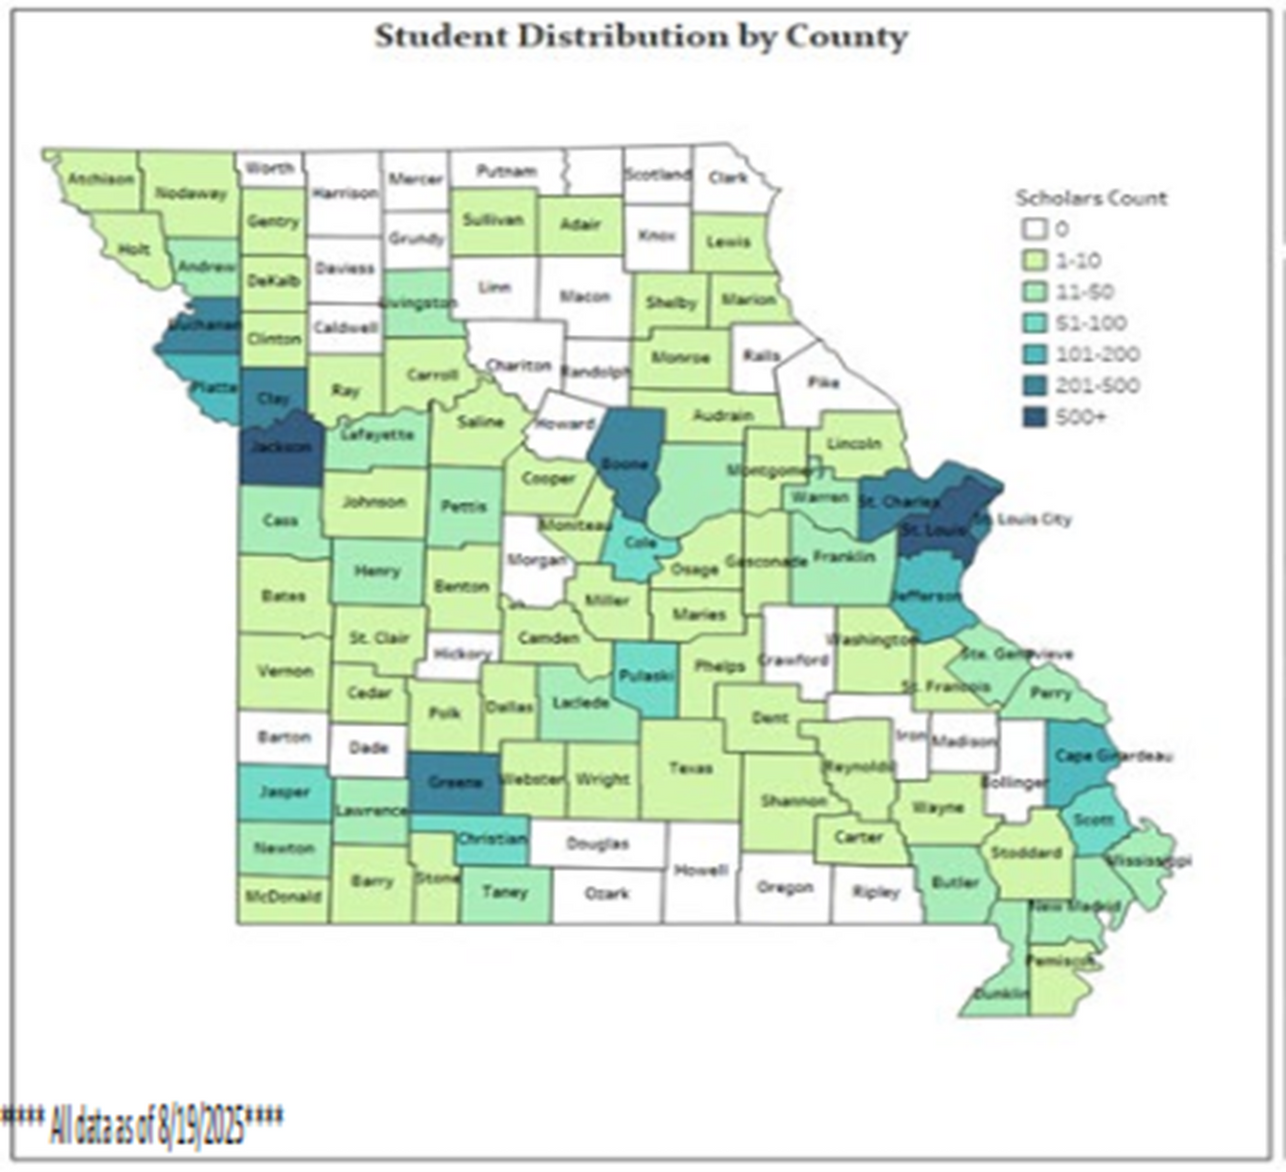 Student Distribution by County
Scholars Count
0
1-10
11-50
51-100
101-200
201-500
500+
Atchison
Nodaway
Worth
Harrison
Mercer
Putnam
Scotland
Clark
Holt
Gentry
Sullivan
Adair
Knox
Lewis
Andrew
DeKalb
Daviess
Grundy
Livingston
Linn
Macon
Shelby
Marion
Buchanan
Clinton
Caldwell
Chariton
Randolph
Monroe
Ralls
Pike
Platte
Clay
Ray
Carroll
Saline
Howard
Audrain
Lincoln
Jackson
Lafayette
Boone
Montgomery
Cooper
Warren
St. Charles
St. Louis
St. Louis City
Johnson
Pettis
Moniteau
Cass
Henry
Benton
Morgan
Cole
Osage
Gasconade
Franklin
Jefferson
Bates
Miller
Maries
St. Clair
Hickory
Camden
Pulaski
Phelps
Crawford
Washington
Ste. Genevieve
St. Francois
Perry
Vernon
Cedar
Polk
Dallas
Laclede
Dent
Iron
Madison
Cape Girardeau
Barton
Dade
Greene
Webster
Wright
Texas
Reynolds
Bollinger
Jasper
Lawrence
Christian
Douglas
Shannon
Wayne
Scott
Newton
Howell
Carter
Stoddard
Mississippi
McDonald
Barry
Stone
Taney
Ozark
Oregon
Ripley
Butler
New Madrid
Pemiscot
Dunklin
**** All data as of 8/19/2025****